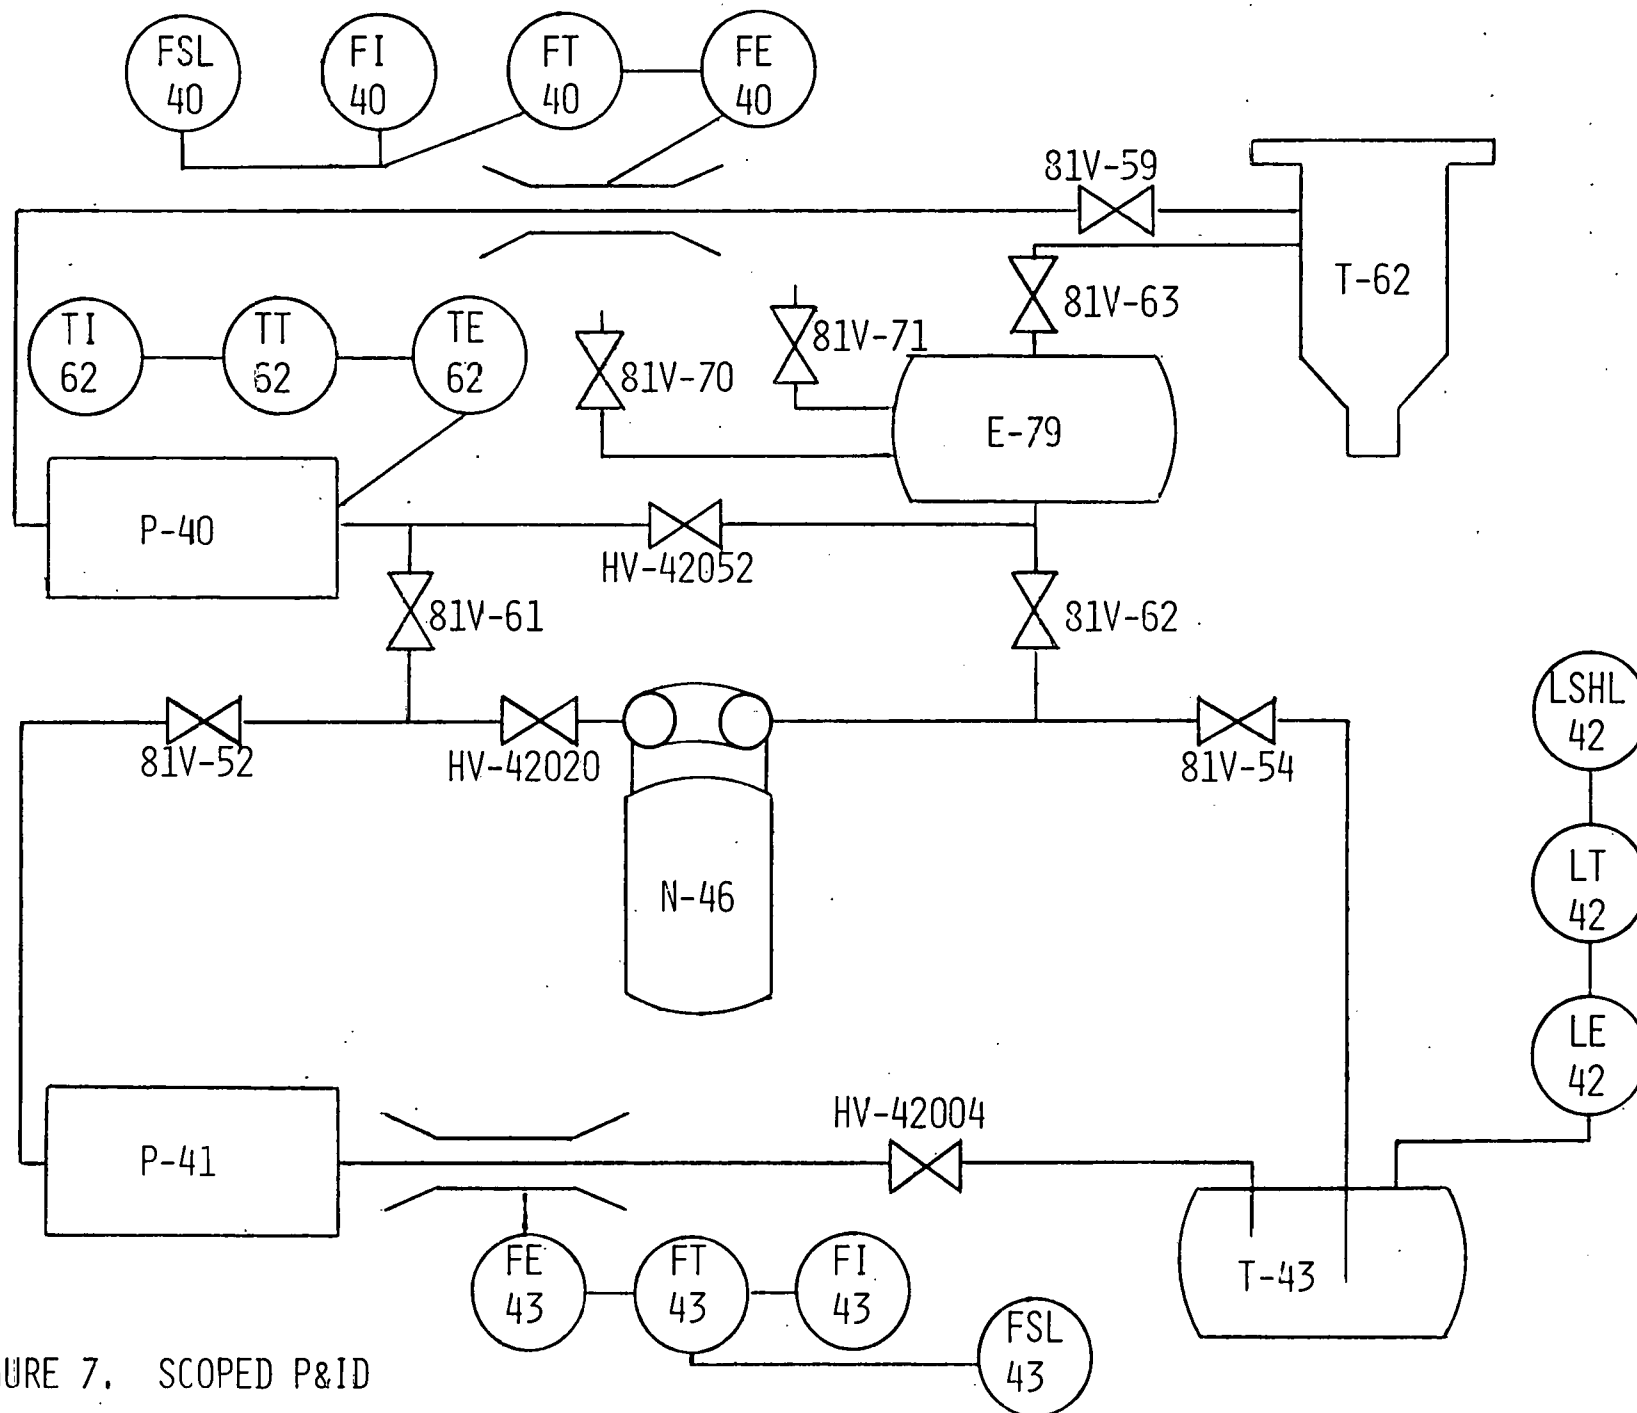 FSL
40
FI
40
FT
40
FE
40
81V-59
T-62
81V-63
TI
62
TT
62
TE
62
81V-70
81V-71
E-79
P-40
HV-42052
81V-61
81V-62
81V-52
HV-42020
81V-54
LSHL
42
N-46
LT
42
LE
42
HV-42004
P-41
FE
43
FT
43
FI
43
T-43
FSL
43
URE 7. SCOPED P&ID